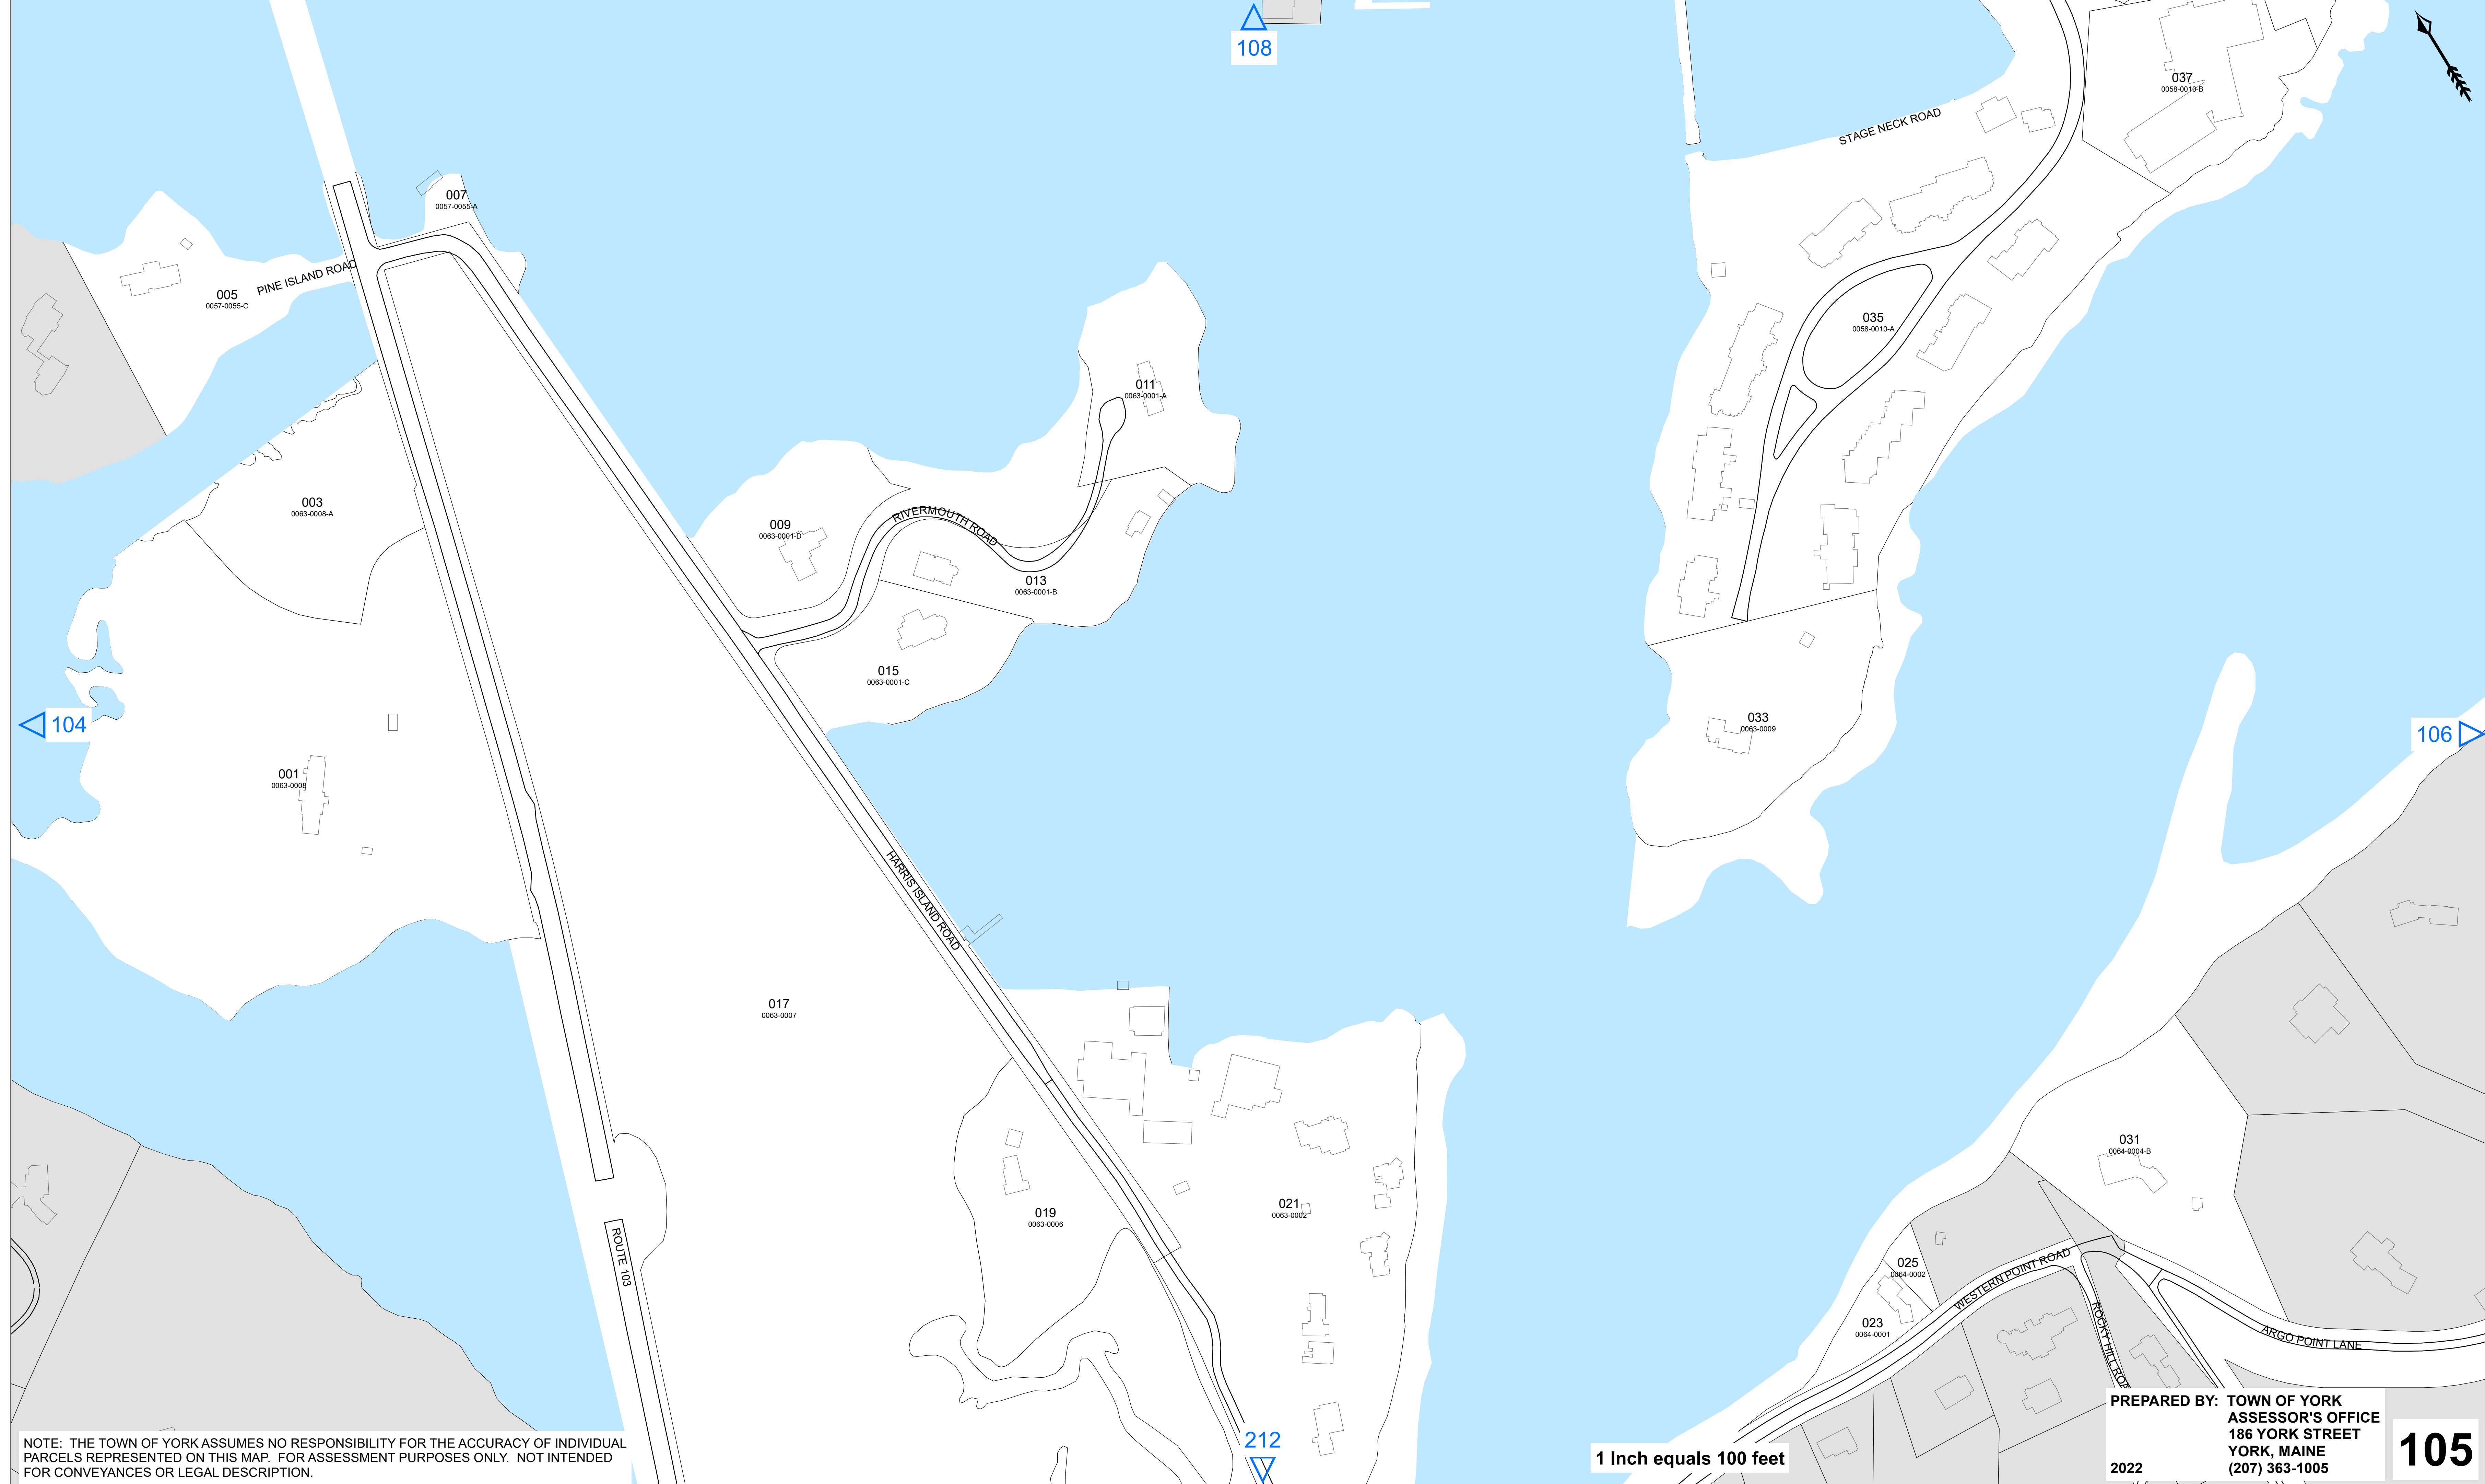 108
037
0058-0010-B
STAGE NECK ROAD
007
0057-0055-A
PINE ISLAND ROAD
005
0057-0055-C
035
0058-0010-A
011
0063-0001-A
003
0063-0008-A
009
0063-0001-D
RIVERMOUTH ROAD
013
0063-0001-B
015
0063-0001-C
104
033
0063-0009
106
001
0063-0008
HARRIS ISLAND ROAD
017
0063-0007
031
0064-0004-B
019
0063-0006
021
0063-0002
ROUTE 103
025
0064-0002
WESTERN POINT ROAD
023
0064-0001
ROCKY HILL ROA
ARGO POINT LANE
212
NOTE: THE TOWN OF YORK ASSUMES NO RESPONSIBILITY FOR THE ACCURACY OF INDIVIDUAL
PARCELS REPRESENTED ON THIS MAP. FOR ASSESSMENT PURPOSES ONLY. NOT INTENDED
FOR CONVEYANCES OR LEGAL DESCRIPTION.
1 Inch equals 100 feet
PREPARED BY: TOWN OF YORK
ASSESSOR'S OFFICE
186 YORK STREET
YORK, MAINE
2022 (207) 363-1005
105